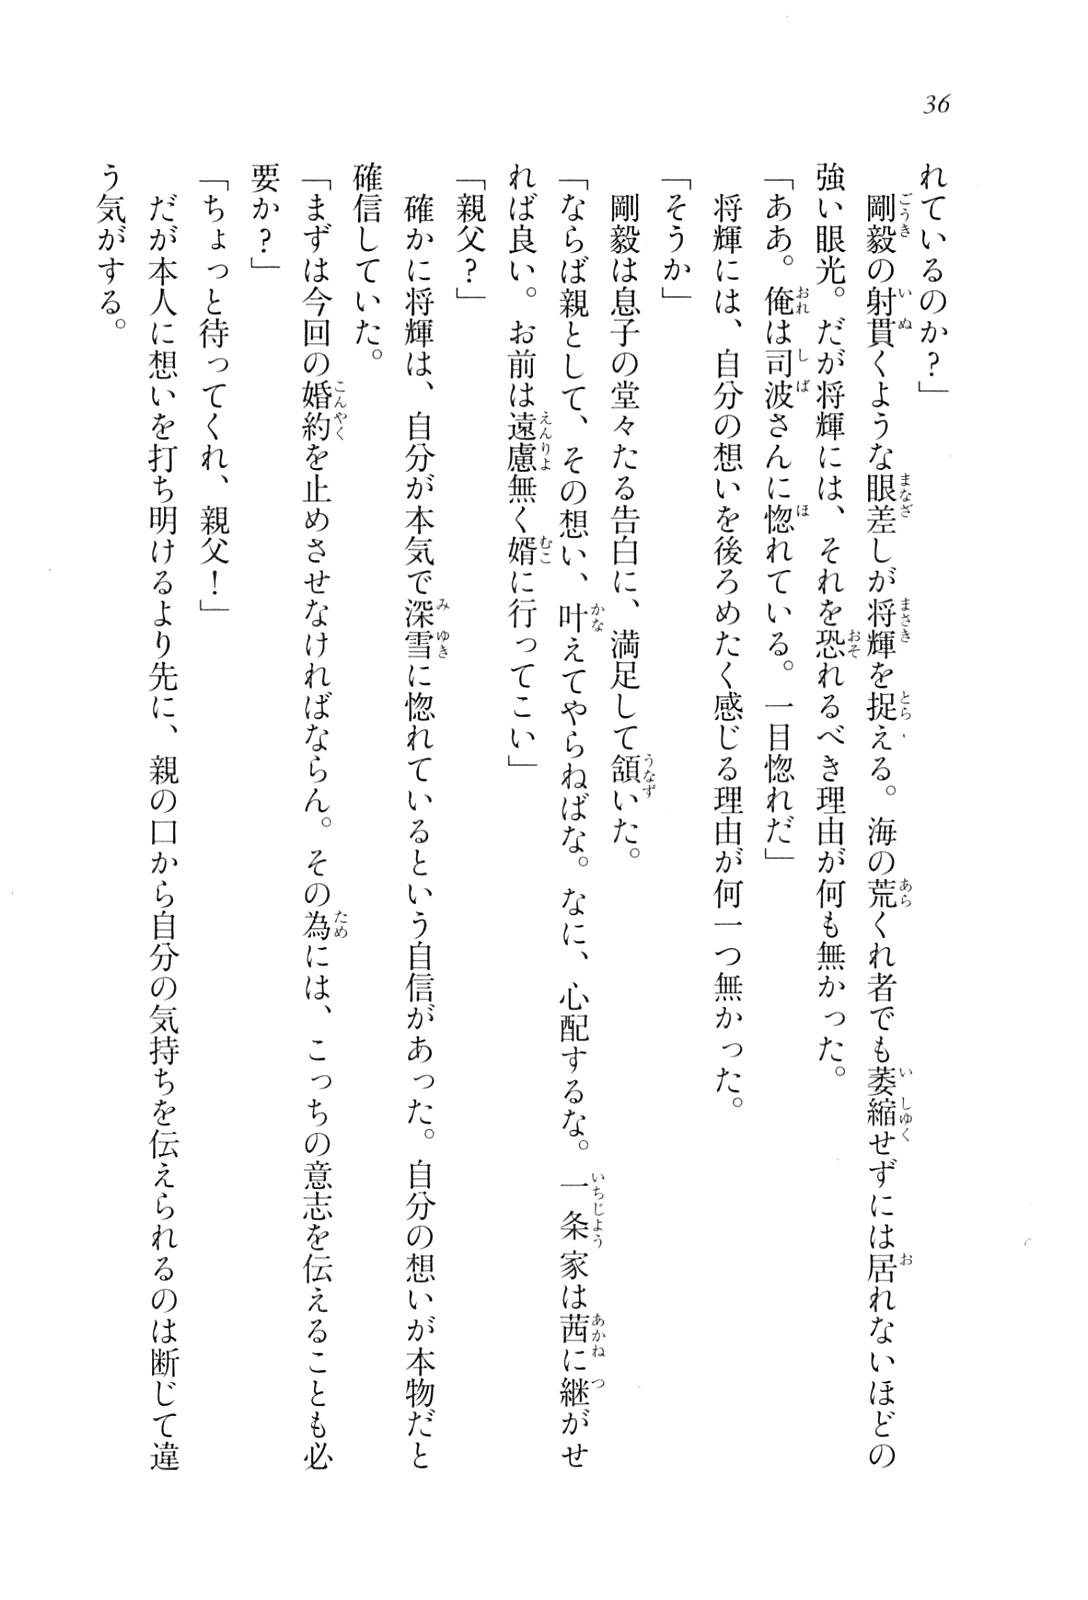 36
れているのか？」
剛毅の射貫くような眼差しが将輝を捉える。海の荒くれ者でも萎縮せずには居れないほどの
強い眼光。だが将輝には、それを恐れるべき理由が何も無かった。
「ああ。俺は司波さんに惚れている。一目惚れだ」
将輝には、自分の想いを後ろめたく感じる理由が何一つ無かった。
「そうか」
剛毅は息子の堂々たる告白に、満足して頷いた。
「ならば親として、その想い、叶えてやらねばな。なに、心配するな。一条家は茜に継がせ
れば良い。お前は遠慮無く婿に行ってこい」
「親父？」
確かに将輝は、自分が本気で深雪に惚れているという自信があった。自分の想いが本物だと
確信していた。
「まずは今回の婚約を止めさせなければならん。その為には、こっちの意志を伝えることも必
要か？」
「ちょっと待ってくれ、親父！」
だが本人に想いを打ち明けるより先に、親の口から自分の気持ちを伝えられるのは断じて違
う気がする。